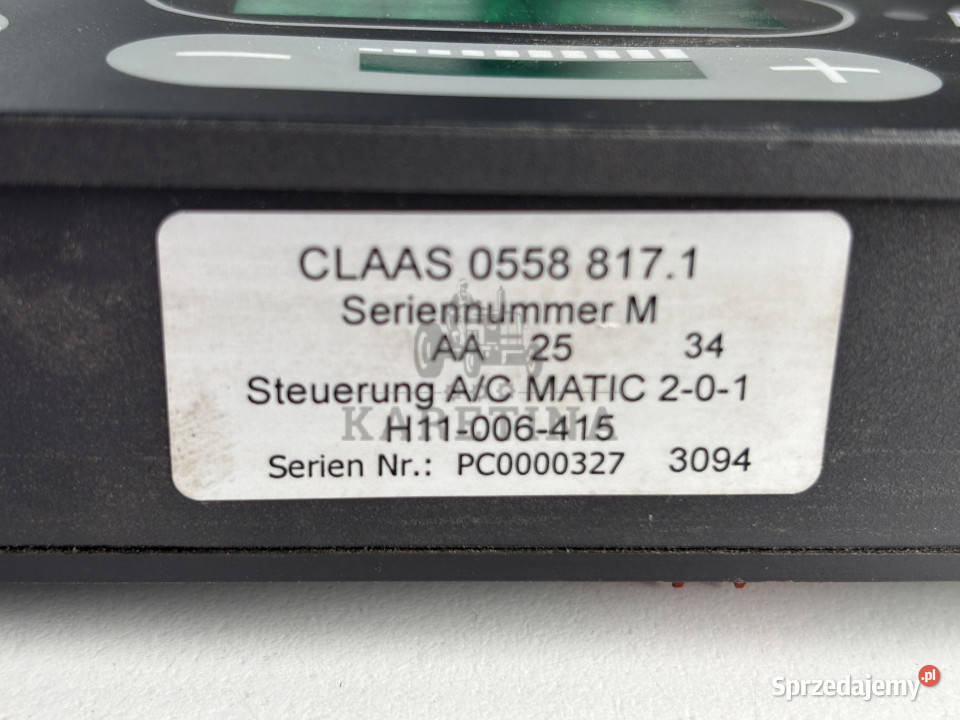 CLAAS 0558 817.1
Seriennummer M
AA 25 34
Steuerung A/C MATIC 2-0-1
KARETINA
H11-006-415
Serien Nr.: PC0000327 3094
Sprzedajemy.pl